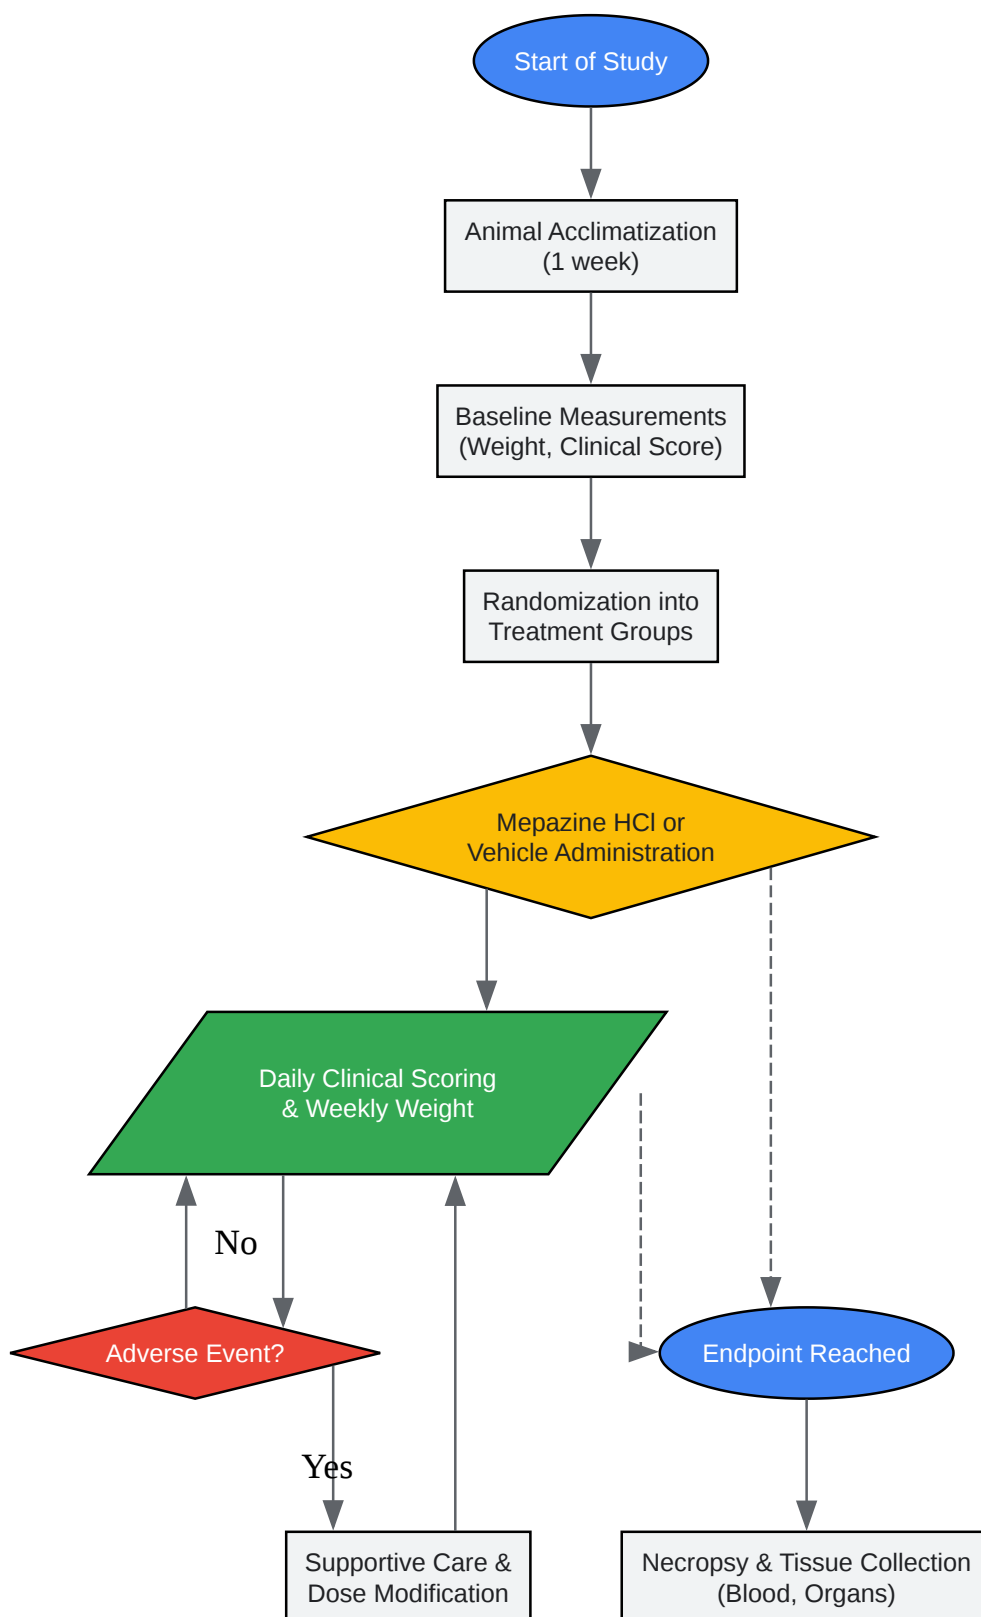 Start of Study
Animal Acclimatization
(1 week)
Baseline Measurements
(Weight, Clinical Score)
Randomization into
Treatment Groups
Mepazine HCl or
Vehicle Administration
Daily Clinical Scoring
& Weekly Weight
No
Adverse Event?
Endpoint Reached
Yes
Supportive Care &
Dose Modification
Necropsy & Tissue Collection
(Blood, Organs)